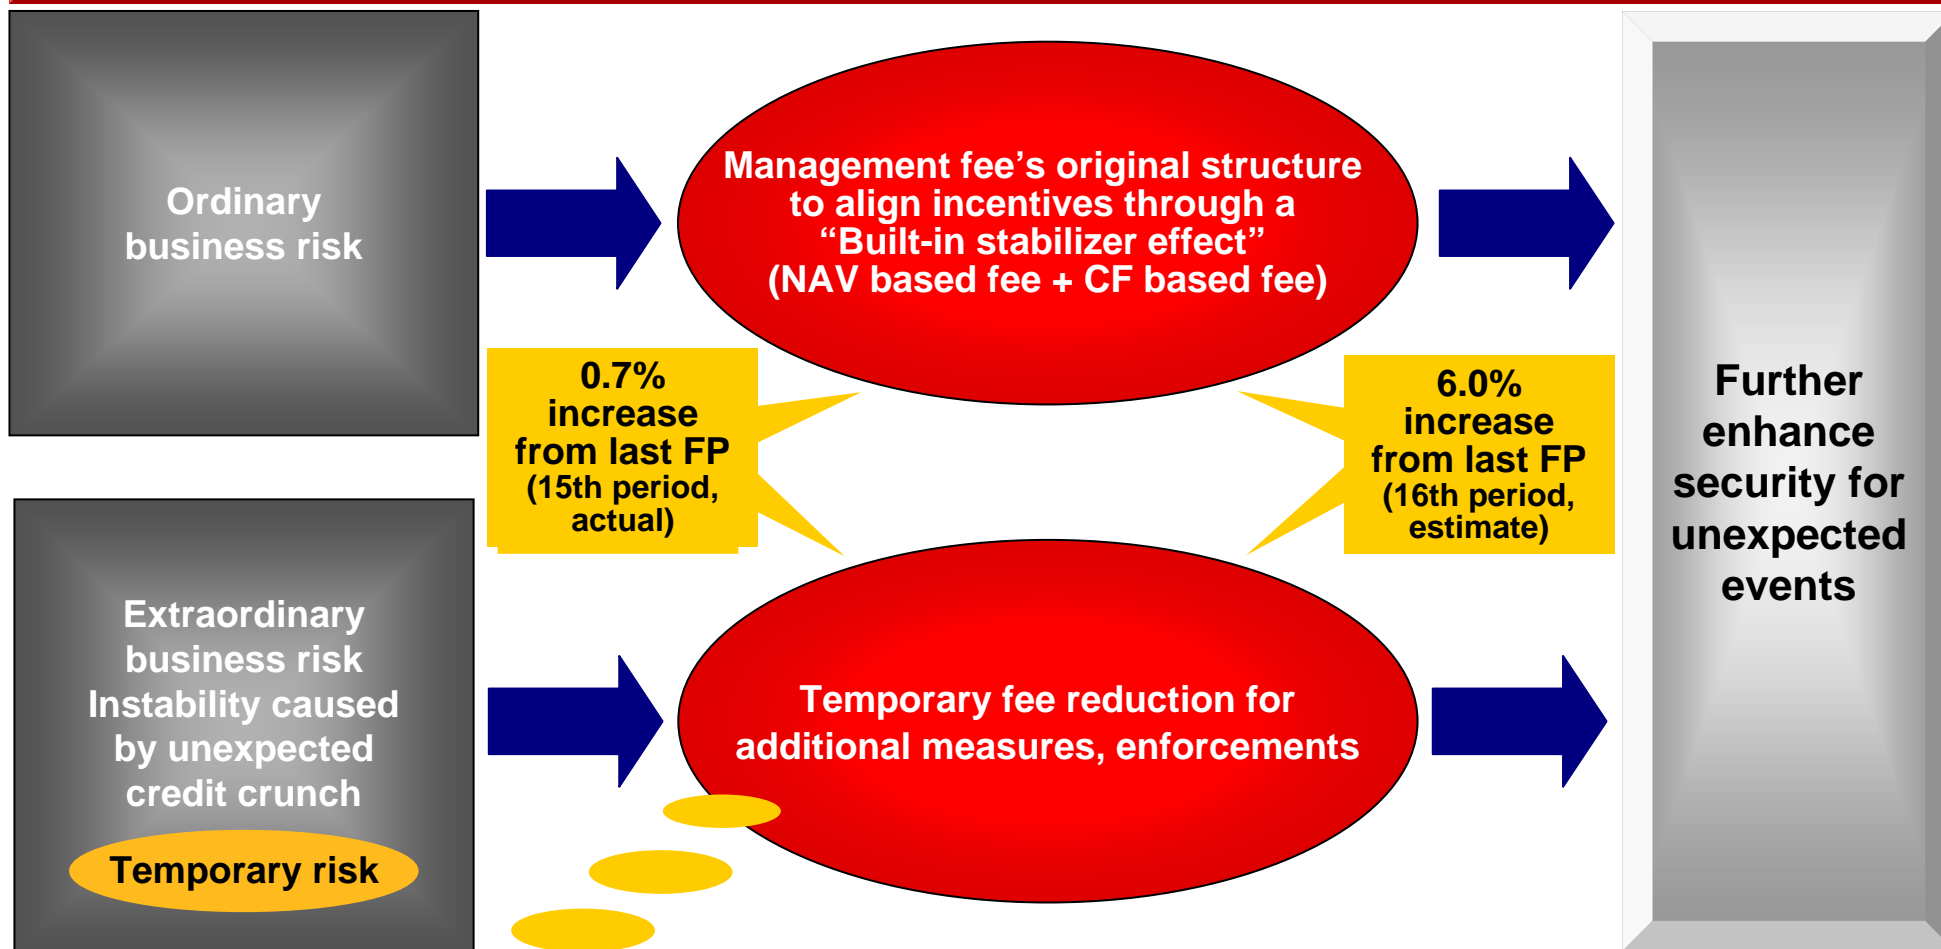 Ordinary
business risk
Management fee’s original structure
to align incentives through a
“Built-in stabilizer effect”
(NAV based fee + CF based fee)
0.7%
increase
from last FP
(15th period,
actual)
6.0%
increase
from last FP
(16th period,
estimate)
Further
enhance
security for
unexpected
events
Extraordinary
business risk
Instability caused
by unexpected
credit crunch
Temporary risk
Temporary fee reduction for
additional measures, enforcements